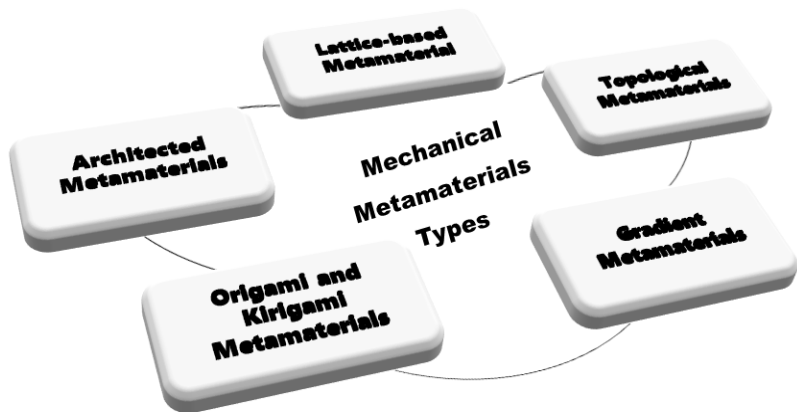 Lattice-based
Metamaterial
Topological
Metamaterials
Architected
Metamaterials
Mechanical
Metamaterials
Types
Gradient
Metamaterials
Origami and
Kirigami
Metamaterials